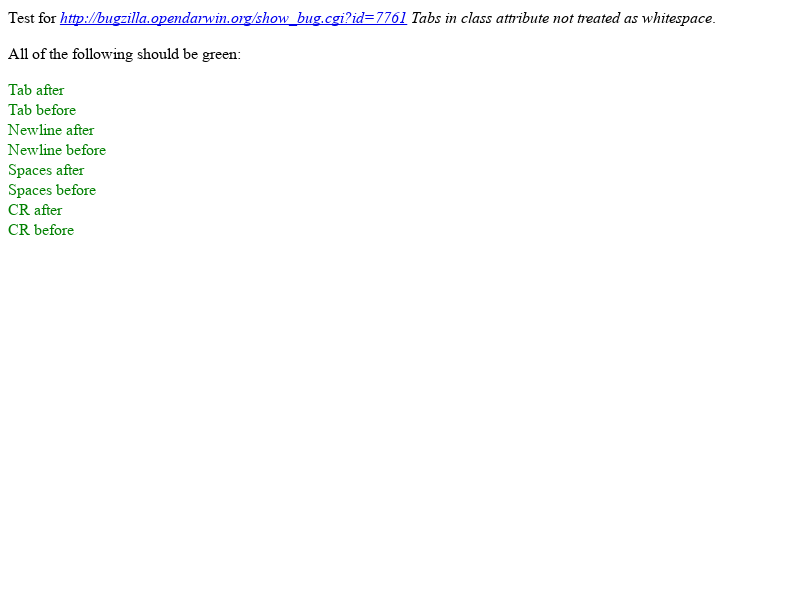 Test for http://bugzilla.opendarwin.org/show_bug.cgi?id=7761 Tabs in class attribute not treated as whitespace.
All of the following should be green:
Tab after
Tab before
Newline after
Newline before
Spaces after
Spaces before
CR after
CR before